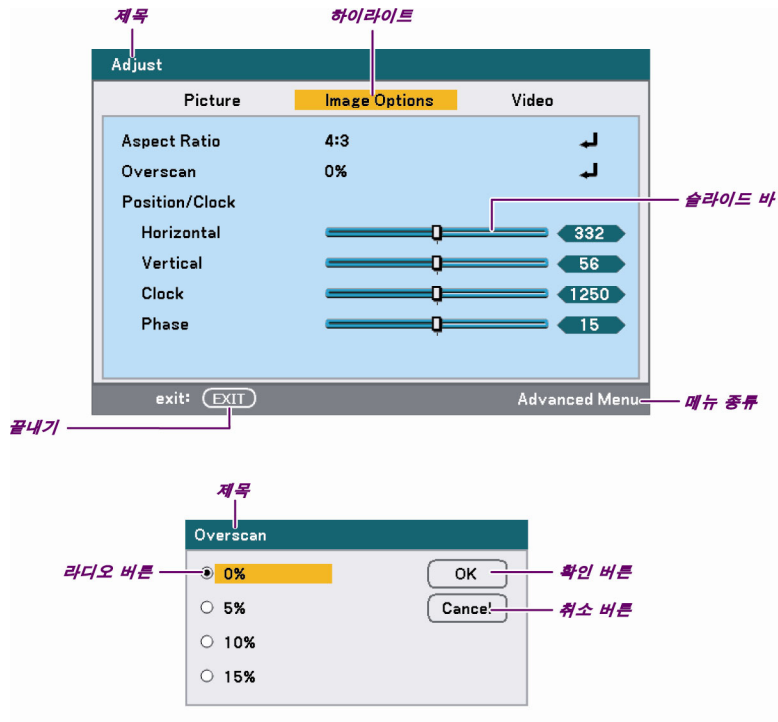 제목 하이라이트
Adjust
Picture Image Options Video
Aspect Ratio 4:3
Overscan 0%
Position/Clock
슬라이드 바
Horizontal 332
Vertical 56
Clock 1250
Phase 15
exit: EXIT Advanced Menu
메뉴 종류
끝내기
제목
Overscan
라디오 버튼 0% OK 확인 버튼
5% Cancel 취소 버튼
10%
15%